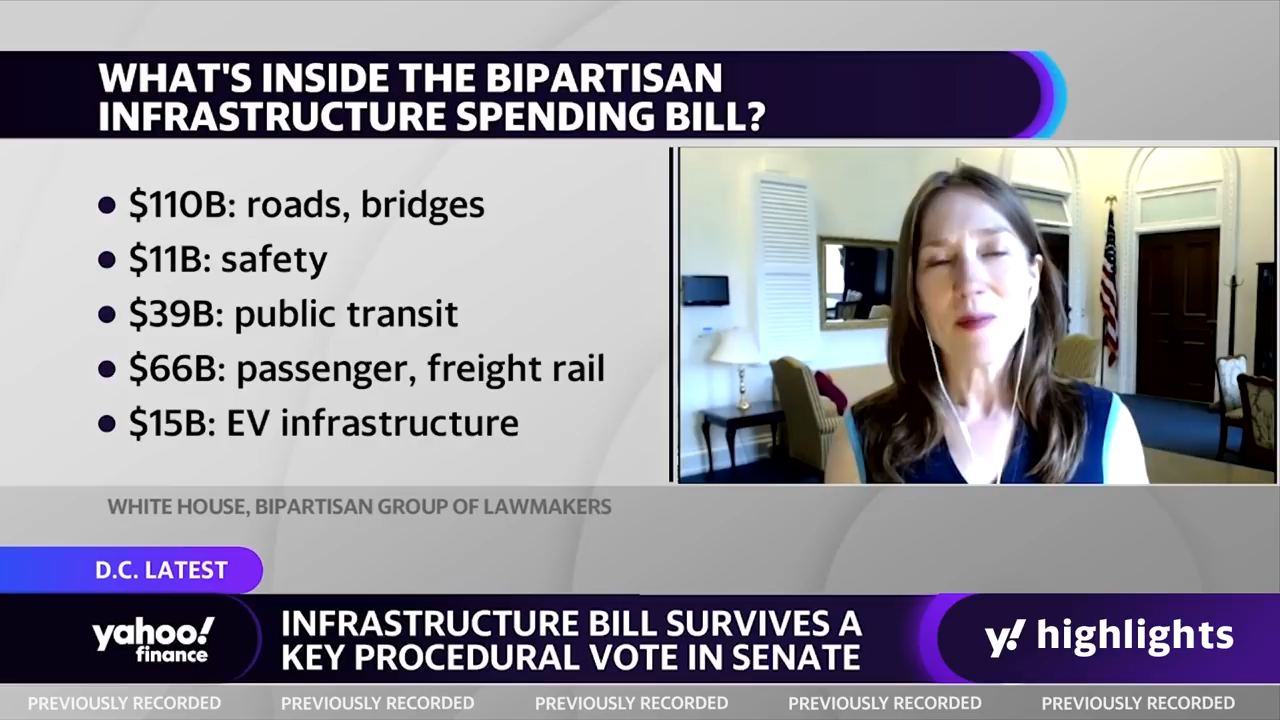 WHAT'S INSIDE THE BIPARTISAN
INFRASTRUCTURE SPENDING BILL?
• $110B: roads, bridges
• $11B: safety
• $39B: public transit
• $66B: passenger, freight rail
• $15B: EV infrastructure
WHITE HOUSE, BIPARTISAN GROUP OF LAWMAKERS
D.C. LATEST
yahoo!
finance
INFRASTRUCTURE BILL SURVIVES A
KEY PROCEDURAL VOTE IN SENATE
y! highlights
PREVIOUSLY RECORDED PREVIOUSLY RECORDED PREVIOUSLY RECORDED PREVIOUSLY RECORDED PREVIOUSLY RECORDED